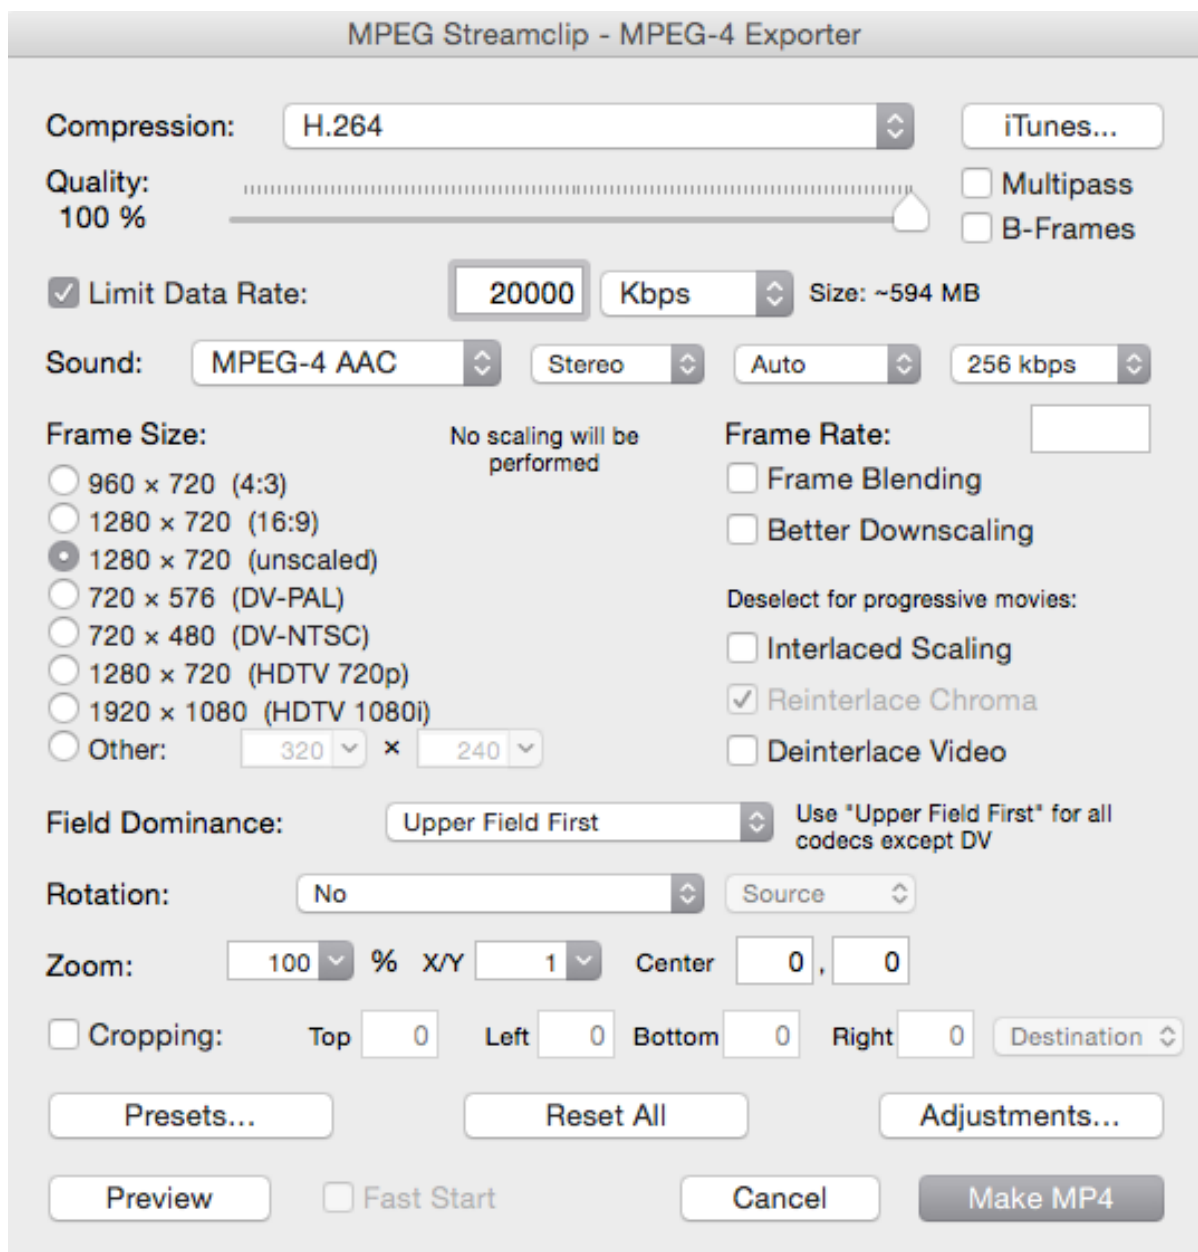 MPEG Streamclip - MPEG-4 Exporter
Compression: H.264 iTunes...
Quality: Multipass
100 % B-Frames
Limit Data Rate: 20000 Kbps Size: ~594 MB
Sound: MPEG-4 AAC Stereo Auto 256 kbps
Frame Size: No scaling will be performed Frame Rate:
960 × 720 (4:3) Frame Blending
1280 × 720 (16:9) Better Downscaling
1280 × 720 (unscaled)
720 × 576 (DV-PAL) Deselect for progressive movies:
720 × 480 (DV-NTSC) Interlaced Scaling
1280 × 720 (HDTV 720p)
1920 × 1080 (HDTV 1080i) Reinterlace Chroma
Other: 320 × 240 Deinterlace Video
Field Dominance: Upper Field First Use "Upper Field First" for all codecs except DV
Rotation: No Source
Zoom: 100 % X/Y 1 Center 0 , 0
Cropping: Top 0 Left 0 Bottom 0 Right 0 Destination
Presets... Reset All Adjustments...
Preview Fast Start Cancel Make MP4